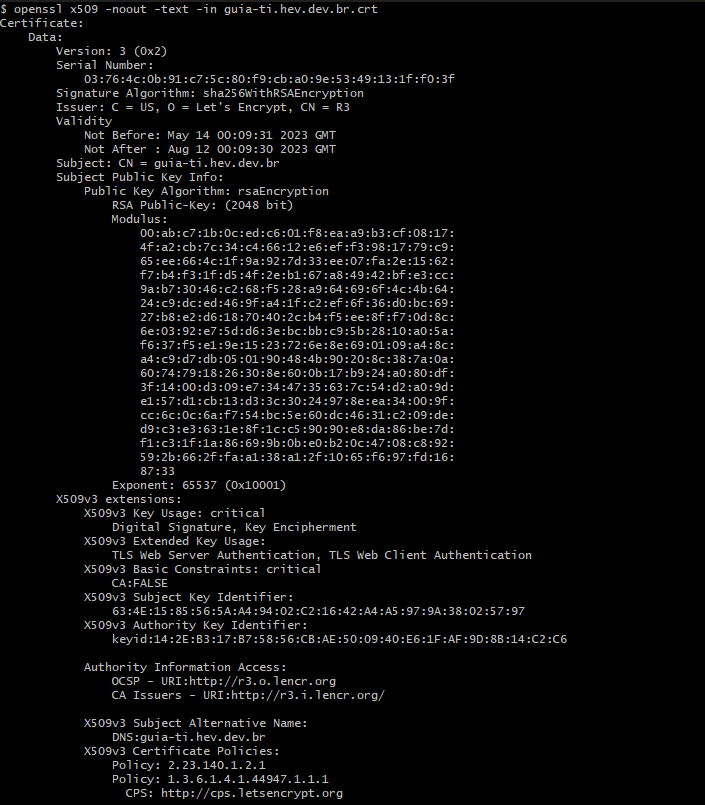 $ openssl x509 -noout -text -in guia-ti.hev.dev.br.crt
Certificate:
Data:
Version: 3 (0x2)
Serial Number:
03:76:4c:0b:91:c7:5c:80:f9:cb:a0:9e:53:49:13:1f:f0:3f
Signature Algorithm: sha256WithRSAEncryption
Issuer: C = US, O = Let's Encrypt, CN = R3
Validity
Not Before: May 14 00:09:31 2023 GMT
Not After : Aug 12 00:09:30 2023 GMT
Subject: CN = guia-ti.hev.dev.br
Subject Public Key Info:
Public Key Algorithm: rsaEncryption
RSA Public-Key: (2048 bit)
Modulus:
00:ab:c7:1b:0c:ed:c6:01:f8:ea:a9:b3:cf:08:17:
4f:a2:cb:7c:34:c4:66:12:e6:ef:f3:98:17:79:c9:
65:ee:66:4c:1f:9a:92:7d:33:ee:07:fa:2e:15:62:
f7:b4:f3:1f:d5:4f:2e:b1:67:a8:49:42:bf:e3:cc:
9a:b7:30:46:c2:68:f5:28:a9:64:69:6f:4c:4b:64:
24:c9:dc:ed:46:9f:a4:1f:c2:ef:6f:36:d0:bc:69:
27:b8:e2:d6:18:70:40:2c:b4:f5:ee:8f:f7:0d:8c:
6e:03:92:e7:5d:d6:3e:bc:bb:c9:5b:28:10:a0:5a:
f6:37:f5:e1:9e:15:23:72:6e:8e:69:01:09:a4:8c:
a4:c9:d7:db:05:01:90:48:4b:90:20:8c:38:7a:0a:
60:74:79:18:26:30:8e:60:0b:17:b9:24:a0:80:df:
3f:14:00:d3:09:e7:34:47:35:63:7c:54:d2:a0:9d:
e1:57:d1:cb:13:d3:3c:30:24:97:8e:ea:34:00:9f:
cc:6c:0c:6a:f7:54:bc:5e:60:dc:46:31:c2:09:de:
d9:c3:e3:63:1e:8f:1c:c5:90:90:e8:da:86:be:7d:
f1:c3:1f:1a:86:69:9b:0b:e0:b2:0c:47:08:c8:92:
59:2b:66:2f:fa:a1:38:a1:2f:10:65:f6:97:fd:16:
87:33
Exponent: 65537 (0x10001)
X509v3 extensions:
X509v3 Key Usage: critical
Digital Signature, Key Encipherment
X509v3 Extended Key Usage:
TLS Web Server Authentication, TLS Web Client Authentication
X509v3 Basic Constraints: critical
CA:FALSE
X509v3 Subject Key Identifier:
63:4E:15:85:56:5A:A4:94:02:C2:16:42:A4:A5:97:9A:38:02:57:97
X509v3 Authority Key Identifier:
keyid:14:2E:B3:17:B7:58:56:CB:AE:50:09:40:E6:1F:AF:9D:8B:14:C2:C6
Authority Information Access:
OCSP - URI:http://r3.o.lencr.org
CA Issuers - URI:http://r3.i.lencr.org/
X509v3 Subject Alternative Name:
DNS:guia-ti.hev.dev.br
X509v3 Certificate Policies:
Policy: 2.23.140.1.2.1
Policy: 1.3.6.1.4.1.44947.1.1.1
CPS: http://cps.letsencrypt.org